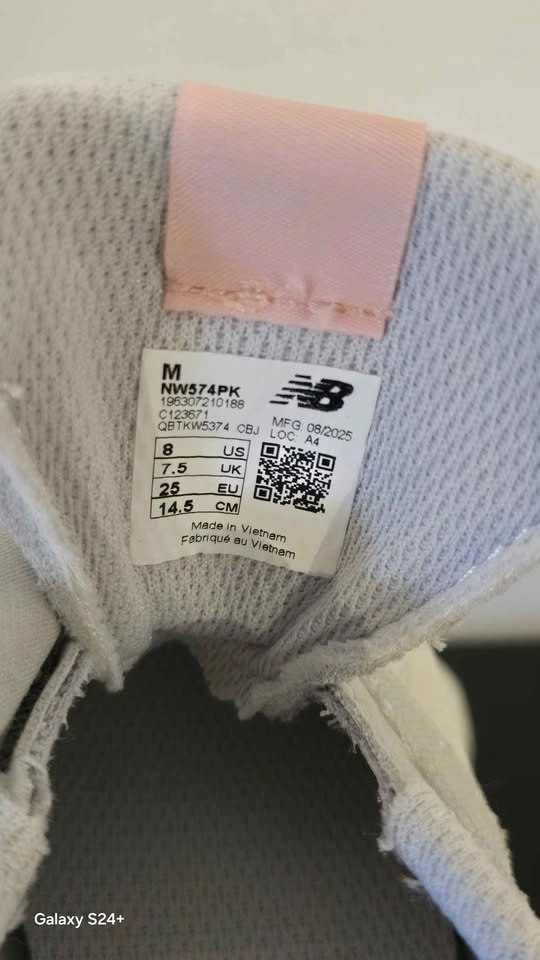 M
NW574PK
196307210188
C123671
QBTKW5374 CBJ
NB
MFG: 08/2025
LOC: A4
8 US
7.5 UK
25 EU
14.5 CM
Made in Vietnam
Fabriqué au Vietnam
Galaxy S24+